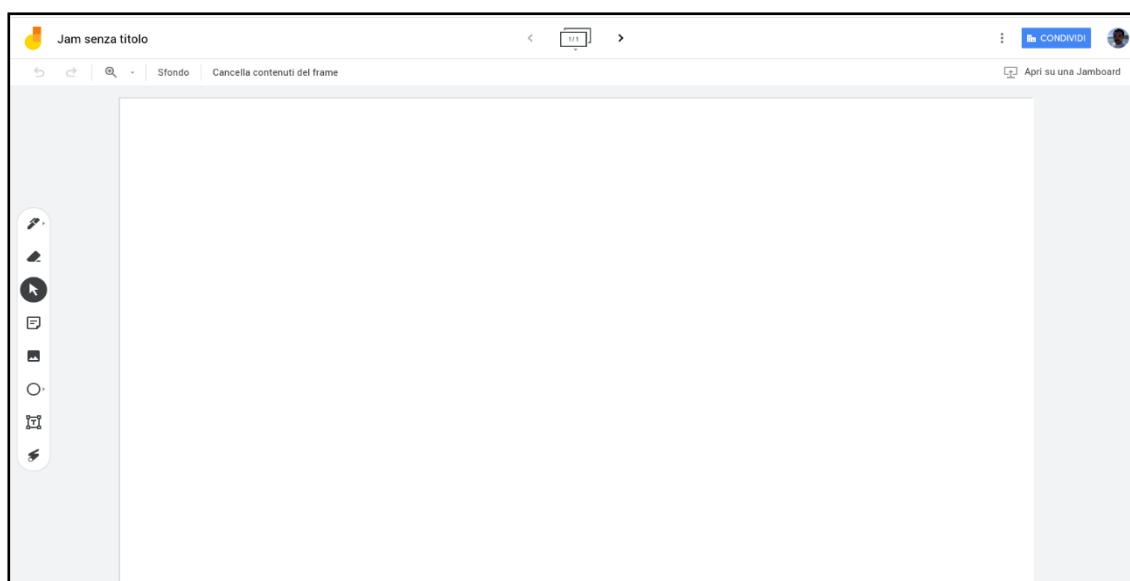 Jam senza titolo
1/1
CONDIVIDI
Sfondo
Cancella contenuti del frame
Apri su una Jamboard